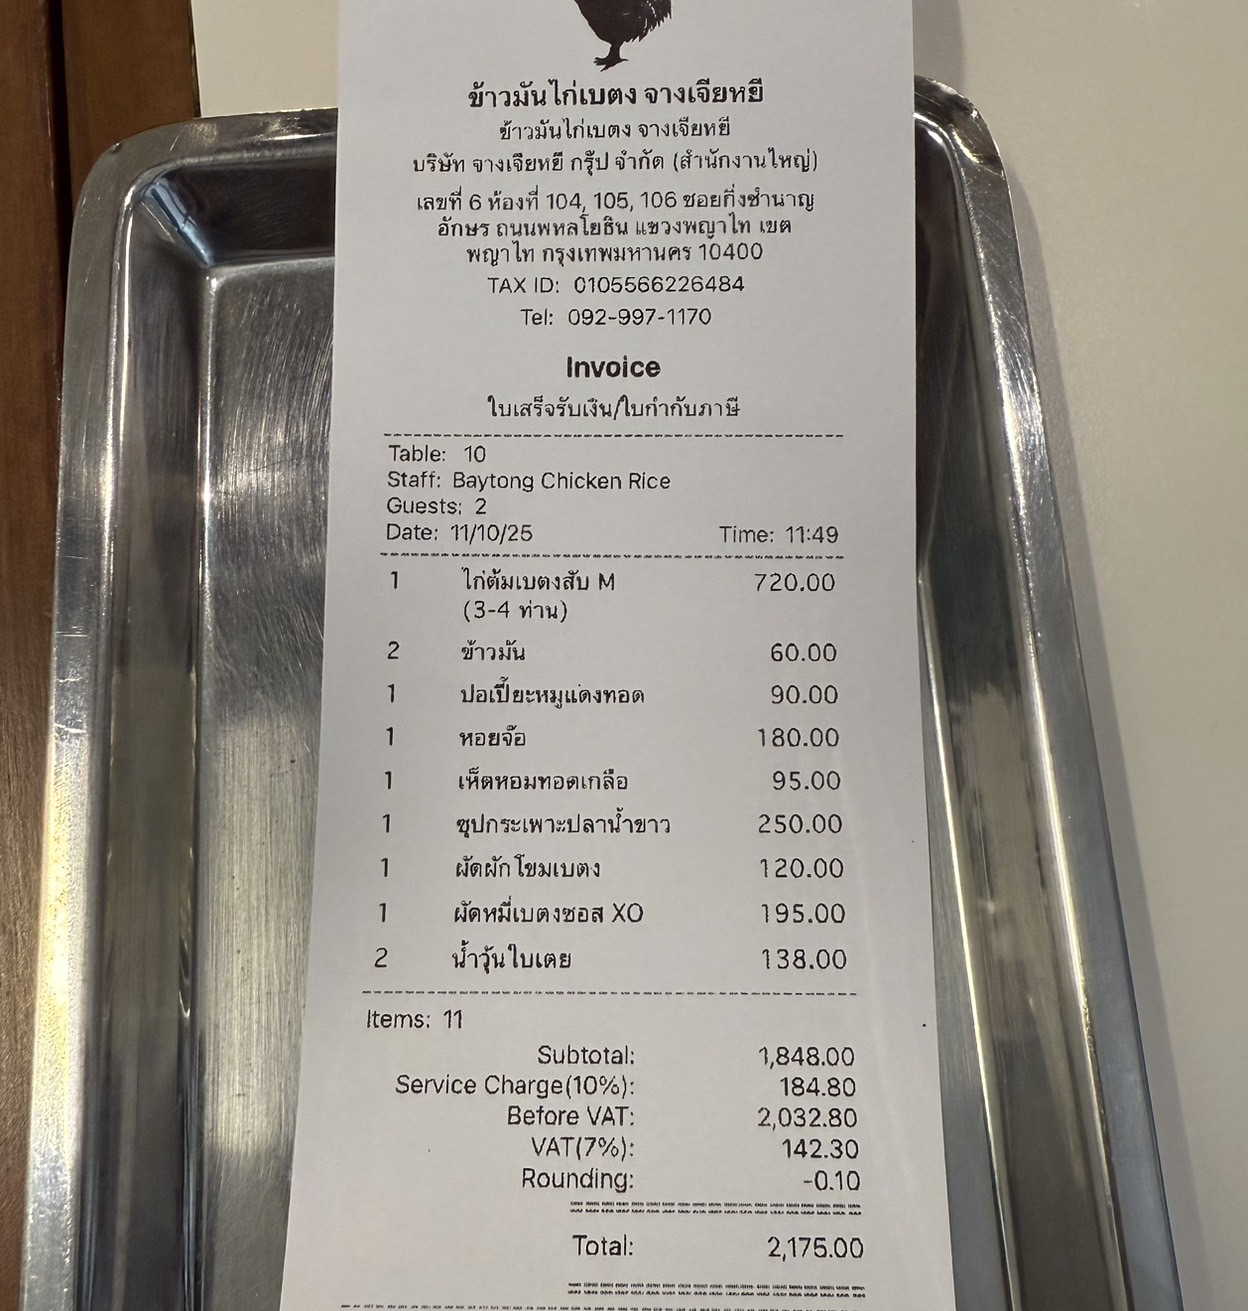 ข้าวมันไก่เบตง จางเจียหยี
ข้าวมันไก่เบตง จางเจียหยี
บริษัท จางเจียหยี กรุ๊ป จำกัด (สำนักงานใหญ่)
เลขที่ 6 ห้องที่ 104, 105, 106 ซอยกิ่งชำนาญ
อักษร ถนนพหลโยธิน แขวงพญาไท เขต
พญาไท กรุงเทพมหานคร 10400
TAX ID: 0105566226484
Tel: 092-997-1170
Invoice
ใบเสร็จรับเงิน/ใบกำกับภาษี
Table: 10
Staff: Baytong Chicken Rice
Guests: 2
Date: 11/10/25 Time: 11:49
1 ไก่ต้มเบตงสับ M 720.00
(3-4 ท่าน)
2 ข้าวมัน 60.00
1 ปอเปี๊ยะหมูแดงทอด 90.00
1 หอยจ๊อ 180.00
1 เห็ดหอมทอดเกลือ 95.00
1 ซุปกระเพาะปลาน้ำขาว 250.00
1 ผัดผักโขมเบตง 120.00
1 ผัดหมี่เบตงซอส XO 195.00
2 น้ำวุ้นใบเตย 138.00
Items: 11
Subtotal: 1,848.00
Service Charge(10%): 184.80
Before VAT: 2,032.80
VAT(7%): 142.30
Rounding: -0.10
Total: 2,175.00